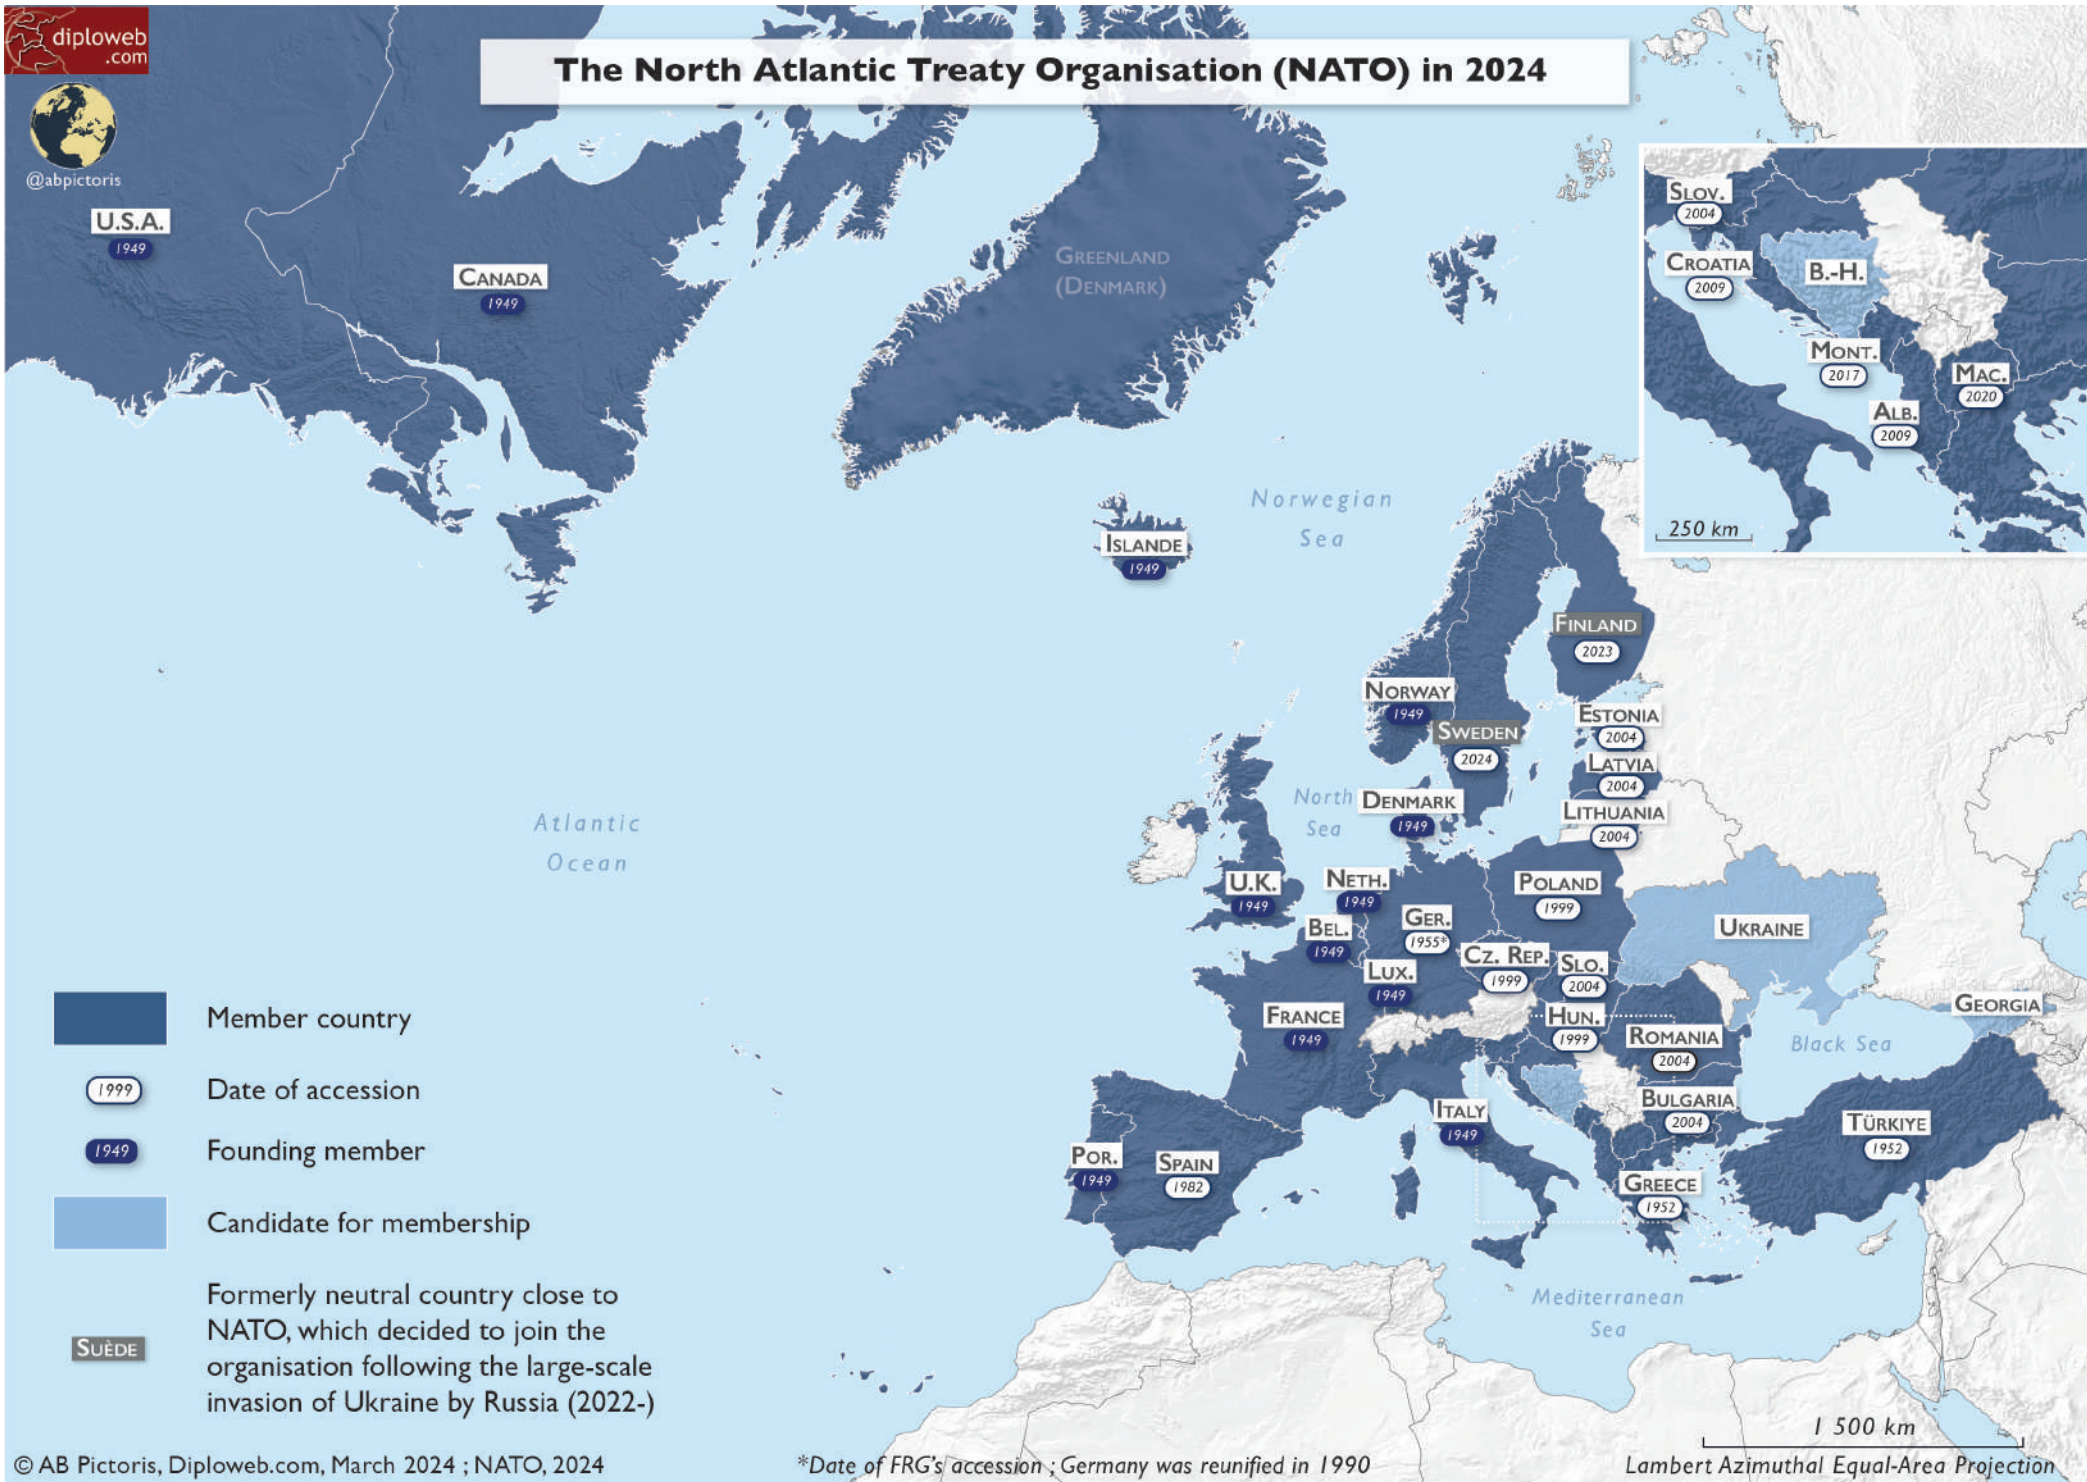 diploweb
.com
The North Atlantic Treaty Organisation (NATO) in 2024
@abpictoris
U.S.A.
1949
CANADA
1949
GREENLAND
(DENMARK)
SLOV.
2004
CROATIA
2009
B.-H.
MONT.
2017
MAC.
2020
ALB.
2009
250 km
Norwegian
Sea
ISLANDE
1949
FINLAND
2023
NORWAY
1949
SWEDEN
2024
ESTONIA
2004
LATVIA
2004
LITHUANIA
2004
North
Sea
DENMARK
1949
Atlantic
Ocean
U.K.
1949
NETH.
1949
BEL.
1949
GER.
1955*
LUX.
1949
POLAND
1999
CZ. REP.
1999
SLO.
2004
UKRAINE
FRANCE
1949
HUN.
1999
ROMANIA
2004
GEORGIA
Black Sea
BULGARIA
2004
ITALY
1949
TÜRKIYE
1952
POR.
1949
SPAIN
1982
GREECE
1952
Mediterranean
Sea
Member country
1999
Date of accession
1949
Founding member
Candidate for membership
SUÈDE
Formerly neutral country close to
NATO, which decided to join the
organisation following the large-scale
invasion of Ukraine by Russia (2022-)
1 500 km
© AB Pictoris, Diploweb.com, March 2024 ; NATO, 2024
*Date of FRG's accession ; Germany was reunified in 1990
Lambert Azimuthal Equal-Area Projection